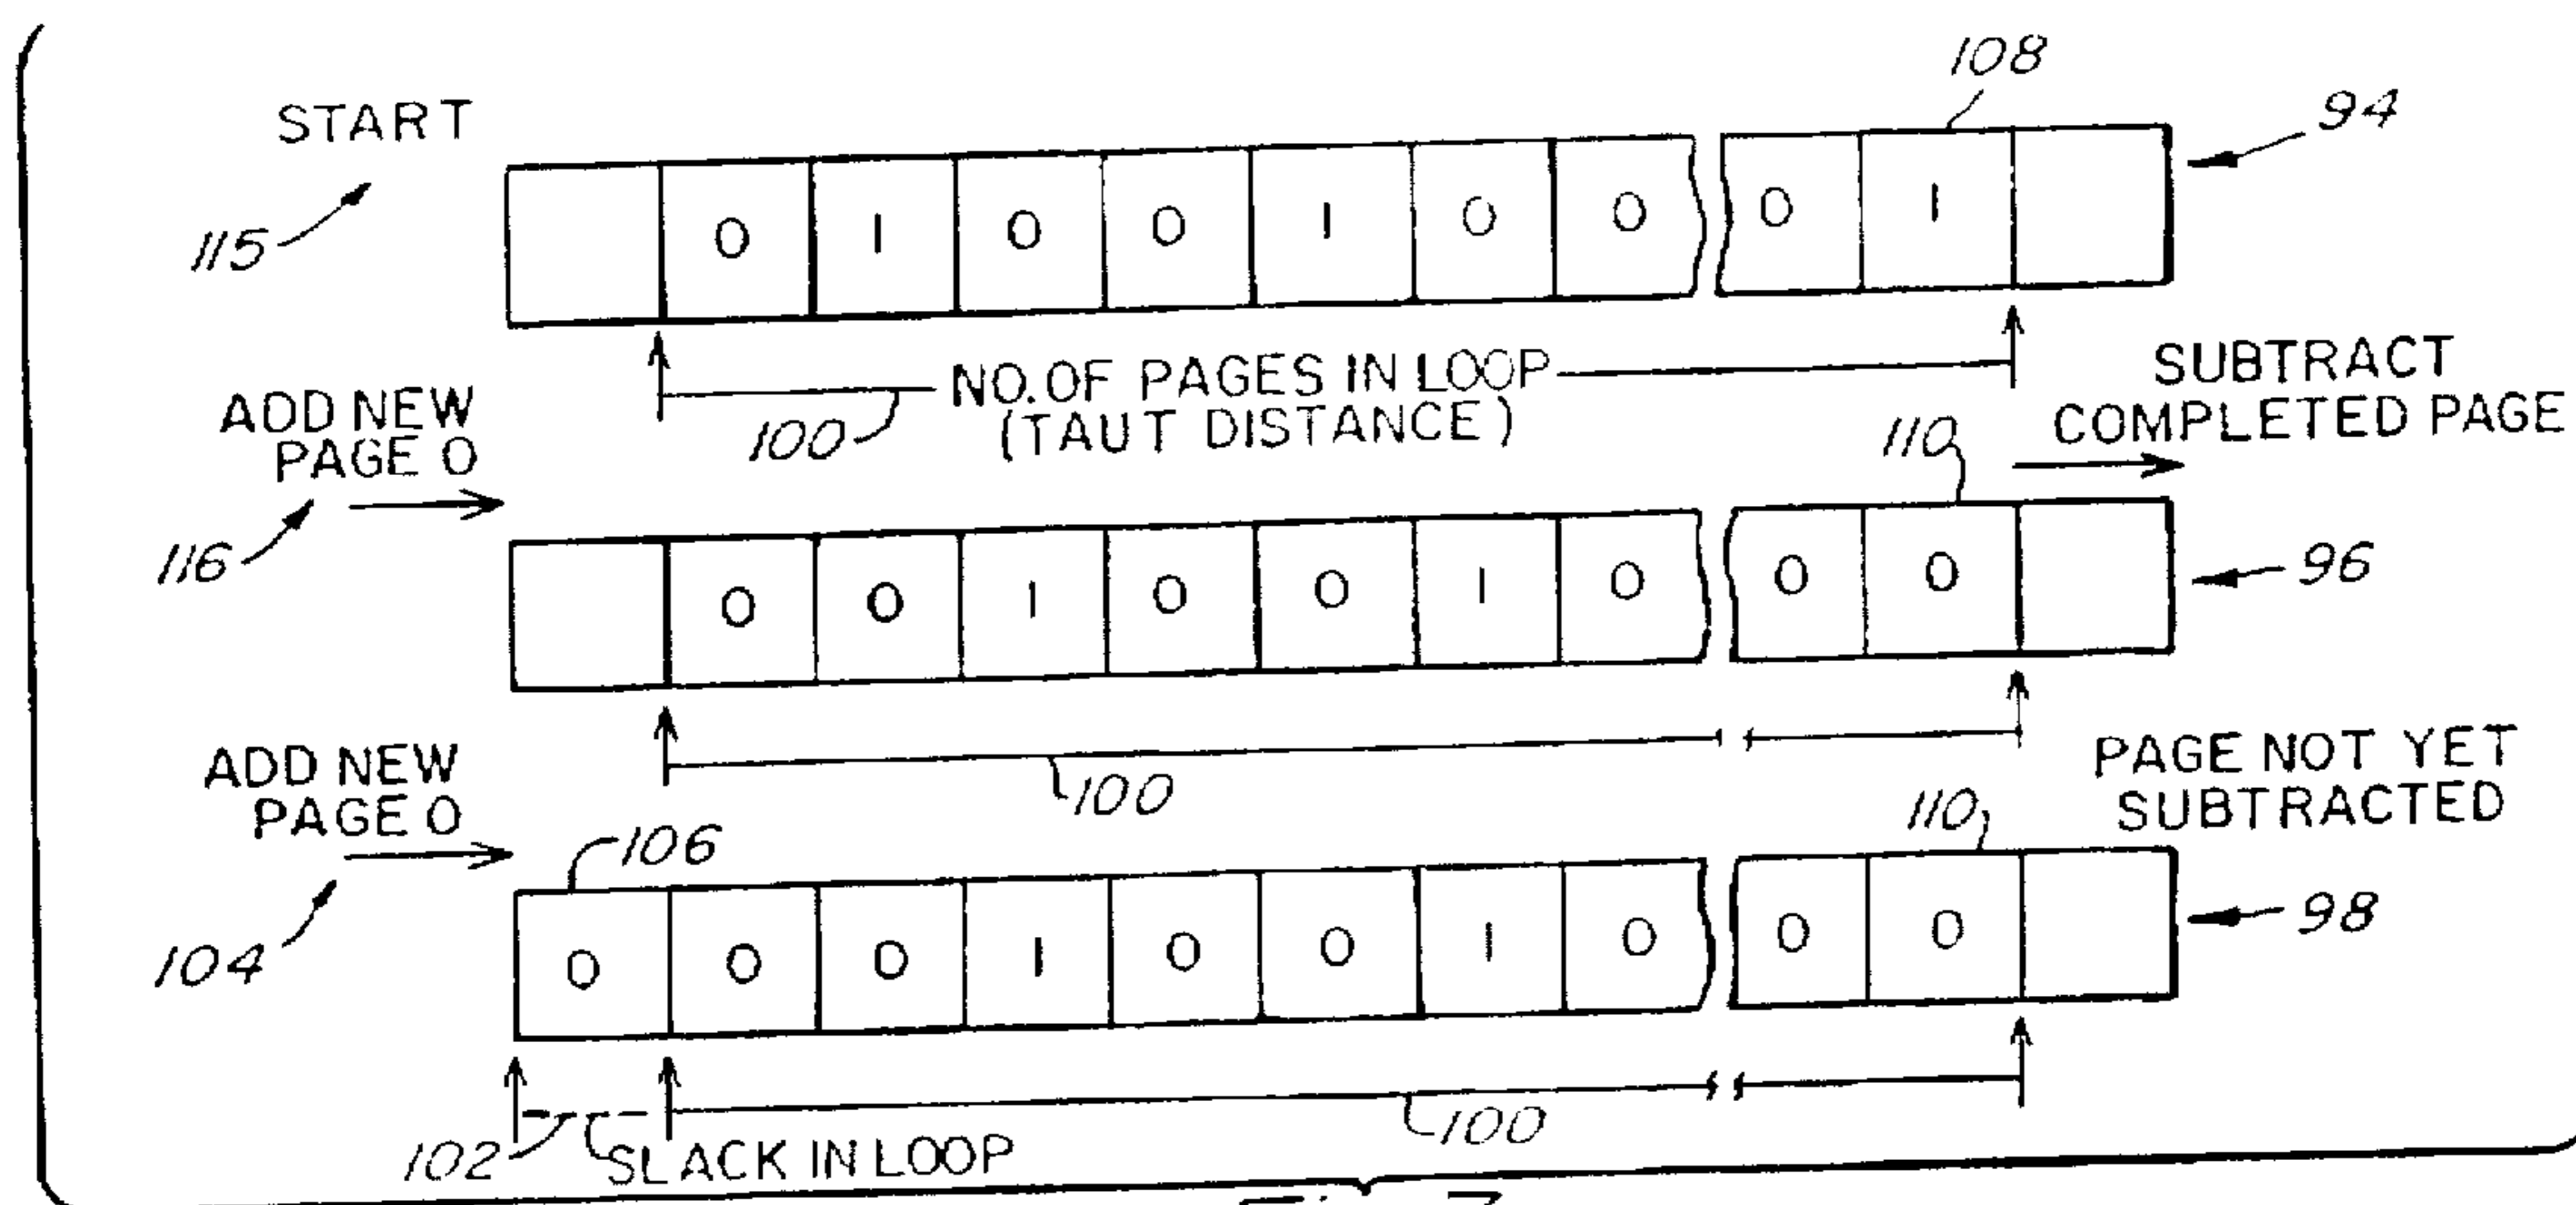 108
94
START
115
0 1 0 0 1 0 0 0 1
NO. OF PAGES IN LOOP
(TAUT DISTANCE)
100
SUBTRACT
COMPLETED PAGE
ADD NEW
PAGE 0
110
116
0 0 1 0 0 1 0 0 0
96
100
ADD NEW
PAGE 0
PAGE NOT YET
SUBTRACTED
106
110
104
0 0 0 1 0 0 1 0 0 0
98
102
SLACK IN LOOP
100